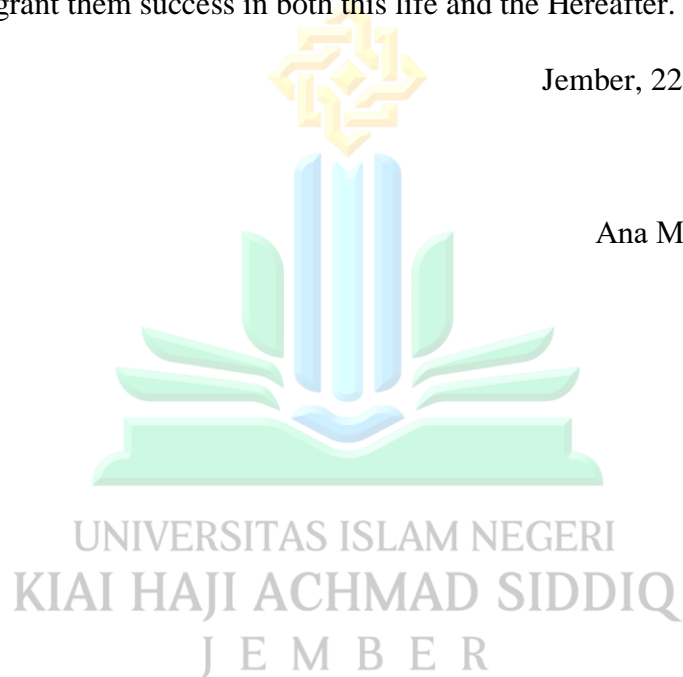 grant them success in both this life and the Hereafter.
Jember, 22
Ana M
UNIVERSITAS ISLAM NEGERI
KIAI HAJI ACHMAD SIDDIQ
JEMBER